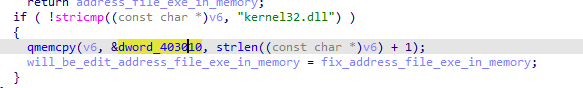 return address_file_exe_in_memory;
if ( !stricmp((const char *)v6, "kernel32.dll") )
{
qmemcpy(v6, &dword_403010, strlen((const char *)v6) + 1);
will_be_edit_address_file_exe_in_memory = fix_address_file_exe_in_memory;
}